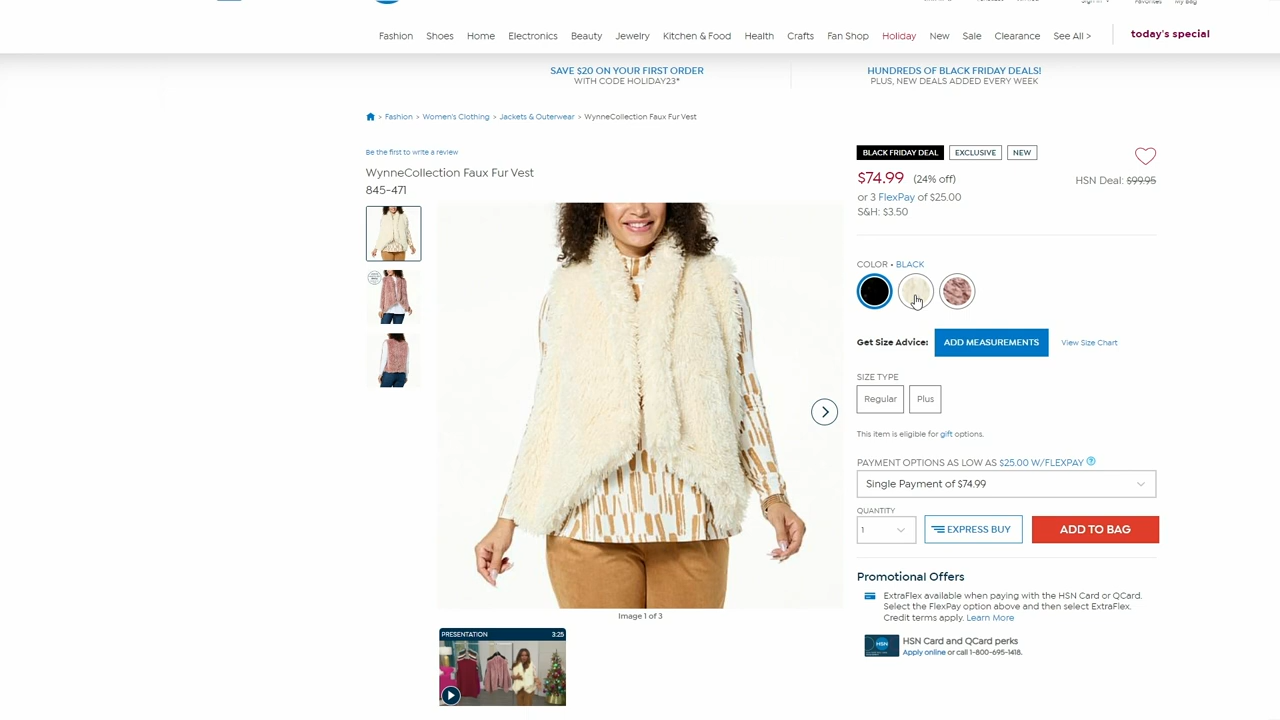 Favorites
My Bag
Fashion Shoes Home Electronics Beauty Jewelry Kitchen & Food Health Crafts Fan Shop Holiday New Sale Clearance See All > today's special
SAVE $20 ON YOUR FIRST ORDER
WITH CODE HOLIDAY23*
HUNDREDS OF BLACK FRIDAY DEALS!
PLUS, NEW DEALS ADDED EVERY WEEK
> Fashion > Women's Clothing > Jackets & Outerwear > WynneCollection Faux Fur Vest
Be the first to write a review
WynneCollection Faux Fur Vest
845-471
Image 1 of 3
PRESENTATION 3:25
BLACK FRIDAY DEAL EXCLUSIVE NEW
$74.99 (24% off) HSN Deal: $99.95
or 3 FlexPay of $25.00
S&H: $3.50
COLOR • BLACK
Get Size Advice: ADD MEASUREMENTS View Size Chart
SIZE TYPE
Regular Plus
This item is eligible for gift options.
PAYMENT OPTIONS AS LOW AS $25.00 W/FLEXPAY ?
Single Payment of $74.99
QUANTITY
1 EXPRESS BUY ADD TO BAG
Promotional Offers
ExtraFlex available when paying with the HSN Card or QCard.
Select the FlexPay option above and then select ExtraFlex.
Credit terms apply. Learn More
HSN
HSN Card and QCard perks
Apply online or call 1-800-695-1418.